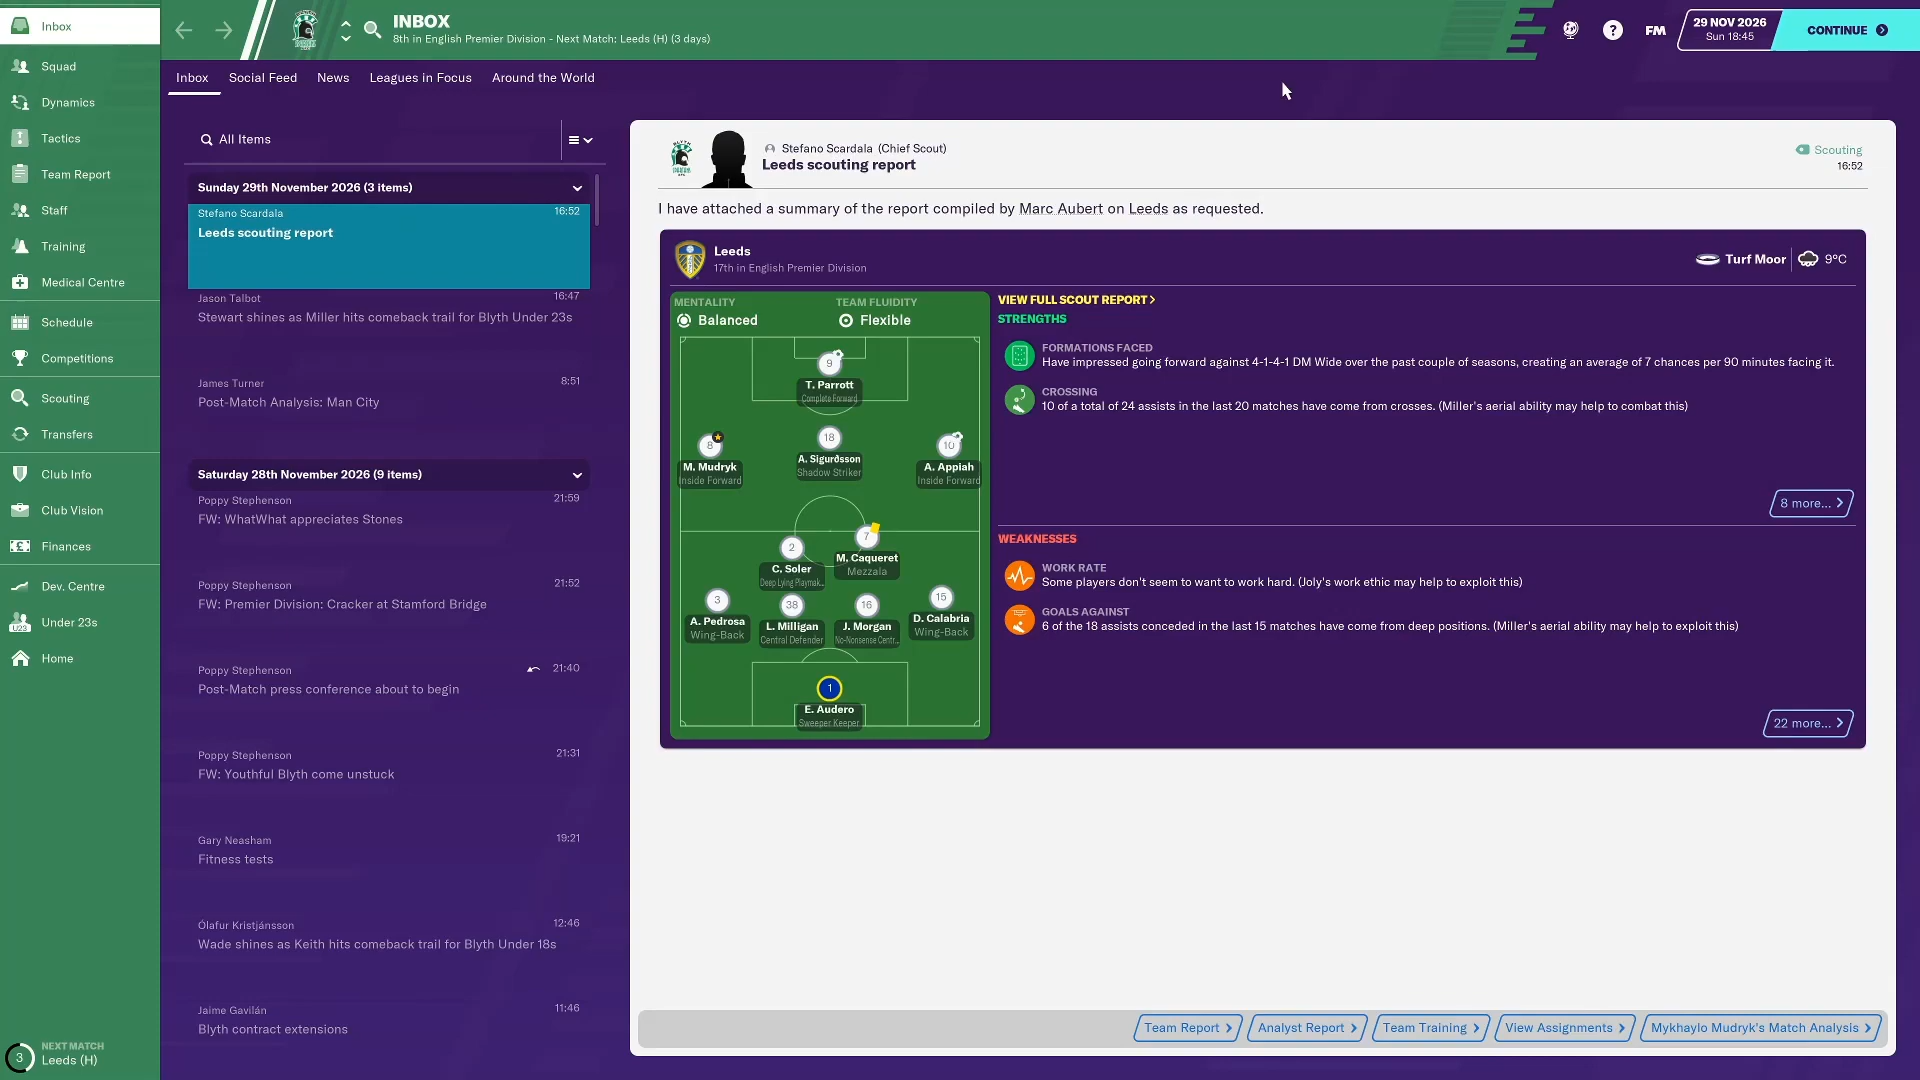 Inbox
Squad
Dynamics
Tactics
Team Report
Staff
Training
Medical Centre
Schedule
Competitions
Scouting
Transfers
Club Info
Club Vision
Finances
Dev. Centre
U23
Under 23s
Home
3
NEXT MATCH
Leeds (H)
INBOX
8th in English Premier Division - Next Match: Leeds (H) (3 days)
?
FM
29 NOV 2026
Sun 18:45
CONTINUE
Inbox
Social Feed
News
Leagues in Focus
Around the World
All Items
Sunday 29th November 2026 (3 items)
Stefano Scardala
16:52
Leeds scouting report
Jason Talbot
16:47
Stewart shines as Miller hits comeback trail for Blyth Under 23s
James Turner
8:51
Post-Match Analysis: Man City
Saturday 28th November 2026 (9 items)
Poppy Stephenson
21:59
FW: WhatWhat appreciates Stones
Poppy Stephenson
21:52
FW: Premier Division: Cracker at Stamford Bridge
Poppy Stephenson
21:40
Post-Match press conference about to begin
Poppy Stephenson
21:31
FW: Youthful Blyth come unstuck
Gary Neasham
19:21
Fitness tests
Ólafur Kristjánsson
12:46
Wade shines as Keith hits comeback trail for Blyth Under 18s
Jaime Gavilán
11:46
Blyth contract extensions
Stefano Scardala (Chief Scout)
Leeds scouting report
Scouting
16:52
I have attached a summary of the report compiled by Marc Aubert on Leeds as requested.
Leeds
17th in English Premier Division
Turf Moor
9°C
MENTALITY
Balanced
TEAM FLUIDITY
Flexible
9
T. Parrott
Complete Forward
8
M. Mudryk
Inside Forward
18
A. Sigurðsson
Shadow Striker
10
A. Appiah
Inside Forward
2
C. Soler
Deep Lying Playmak...
7
M. Caqueret
Mezzala
3
A. Pedrosa
Wing-Back
38
L. Milligan
Central Defender
16
J. Morgan
No-Nonsense Centr...
15
D. Calabria
Wing-Back
1
E. Audero
Sweeper Keeper
VIEW FULL SCOUT REPORT >
STRENGTHS
FORMATIONS FACED
Have impressed going forward against 4-1-4-1 DM Wide over the past couple of seasons, creating an average of 7 chances per 90 minutes facing it.
CROSSING
10 of a total of 24 assists in the last 20 matches have come from crosses. (Miller's aerial ability may help to combat this)
8 more... >
WEAKNESSES
WORK RATE
Some players don't seem to want to work hard. (Joly's work ethic may help to exploit this)
GOALS AGAINST
6 of the 18 assists conceded in the last 15 matches have come from deep positions. (Miller's aerial ability may help to exploit this)
22 more... >
Team Report >
Analyst Report >
Team Training >
View Assignments >
Mykhaylo Mudryk's Match Analysis >